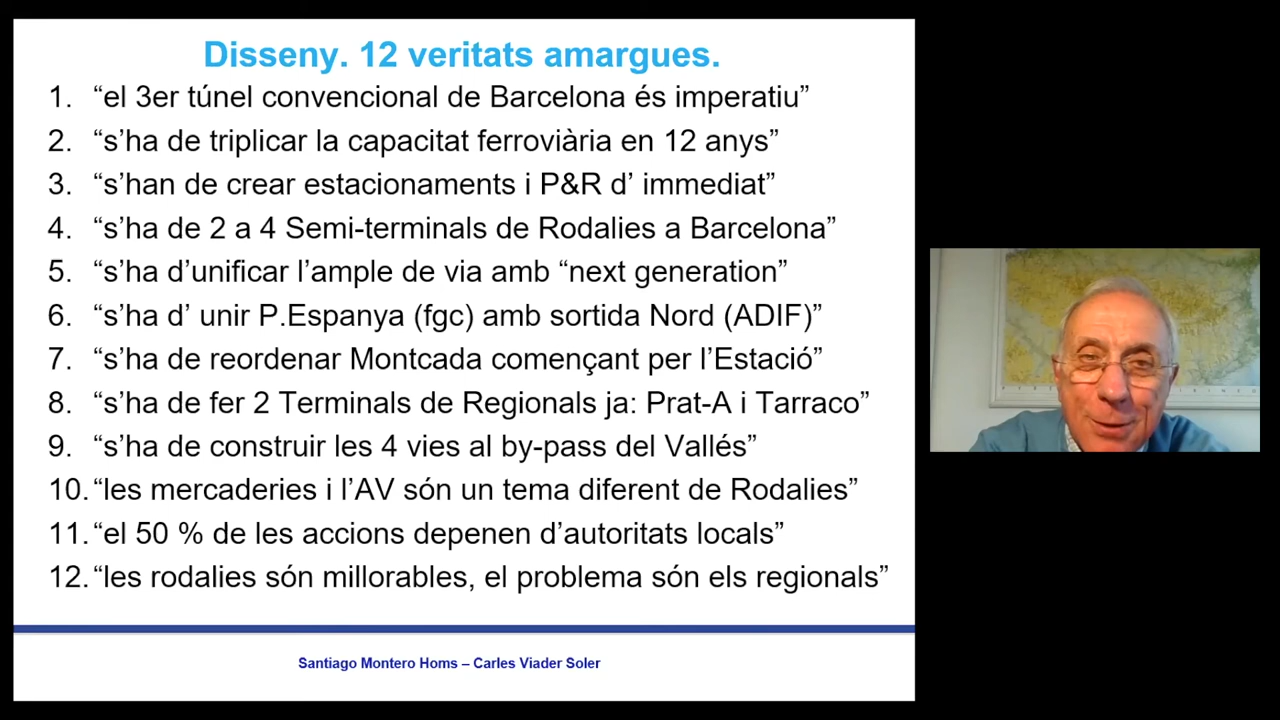 Disseny. 12 veritats amargues.
1. “el 3er túnel convencional de Barcelona és imperatiu”
2. “s’ha de triplicar la capacitat ferroviària en 12 anys”
3. “s’han de crear estacionaments i P&R d’ immediat”
4. “s’ha de 2 a 4 Semi-terminals de Rodalies a Barcelona”
5. “s’ha d’unificar l’ample de via amb “next generation”
6. “s’ha d’ unir P.Espanya (fgc) amb sortida Nord (ADIF)”
7. “s’ha de reordenar Montcada començant per l’Estació”
8. “s’ha de fer 2 Terminals de Regionals ja: Prat-A i Tarraco”
9. “s’ha de construir les 4 vies al by-pass del Vallés”
10. “les mercaderies i l’AV són un tema diferent de Rodalies”
11. “el 50 % de les accions depenen d’autoritats locals”
12. “les rodalies són millorables, el problema són els regionals”
Santiago Montero Homs – Carles Viader Soler